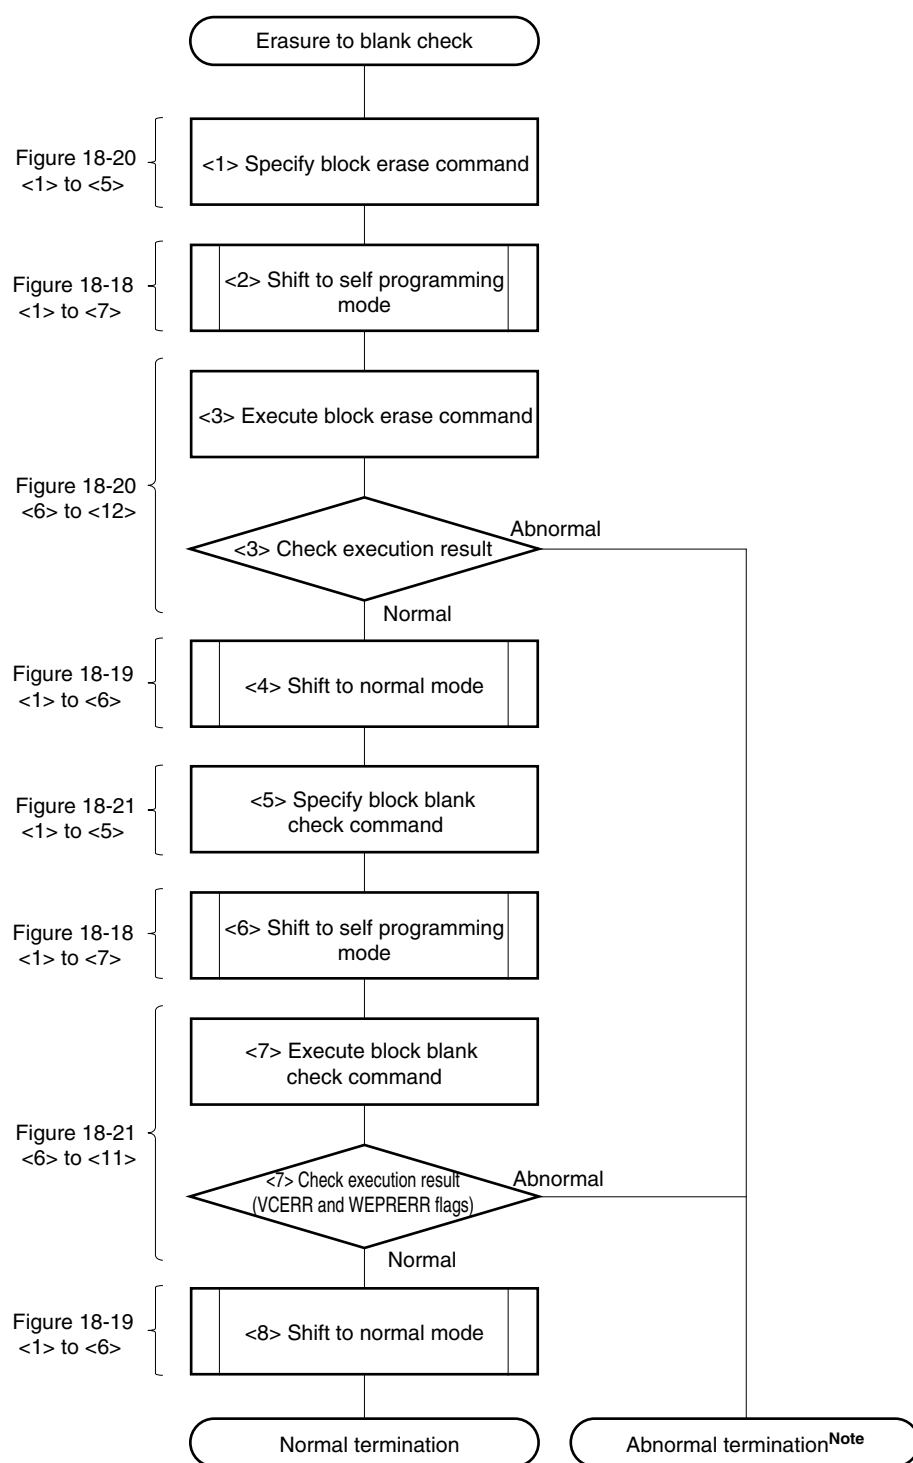 Erasure to blank check
Figure 18-20
<1> to <5>
<1> Specify block erase command
Figure 18-18
<1> to <7>
<2> Shift to self programming
mode
<3> Execute block erase command
Figure 18-20
<6> to <12>
<3> Check execution result
Abnormal
Normal
Figure 18-19
<1> to <6>
<4> Shift to normal mode
Figure 18-21
<1> to <5>
<5> Specify block blank
check command
Figure 18-18
<1> to <7>
<6> Shift to self programming
mode
<7> Execute block blank
check command
Figure 18-21
<6> to <11>
<7> Check execution result
(VCERR and WEPRERR flags)
Abnormal
Normal
Figure 18-19
<1> to <6>
<8> Shift to normal mode
Normal termination
Abnormal termination Note